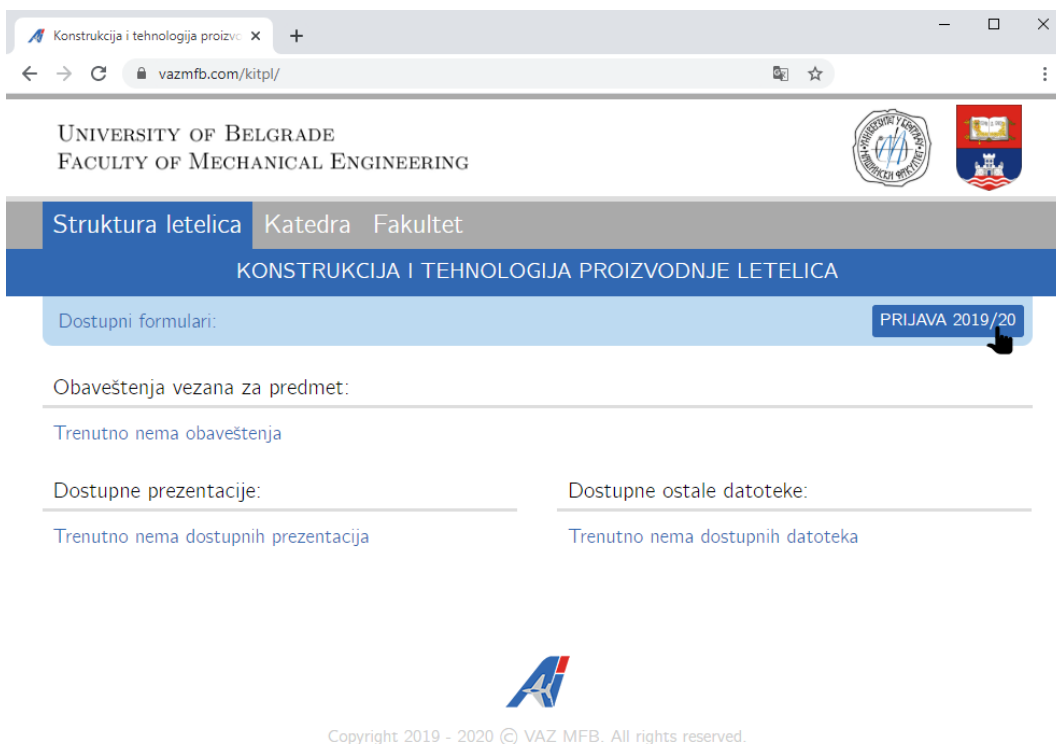 Konstrukcija i tehnologija proizvo
vazmfb.com/kitpl/
University of Belgrade
Faculty of Mechanical Engineering
Struktura letelica Katedra Fakultet
KONSTRUKCIJA I TEHNOLOGIJA PROIZVODNJE LETELICA
Dostupni formulari: PRIJAVA 2019/20
Obaveštenja vezana za predmet:
Trenutno nema obaveštenja
Dostupne prezentacije: Dostupne ostale datoteke:
Trenutno nema dostupnih prezentacija Trenutno nema dostupnih datoteka
Copyright 2019 - 2020 © VAZ MFB. All rights reserved.